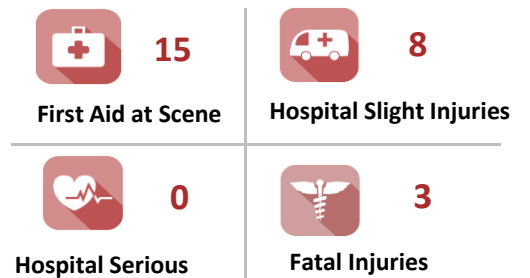 15
First Aid at Scene
8
Hospital Slight Injuries
0
Hospital Serious
3
Fatal Injuries